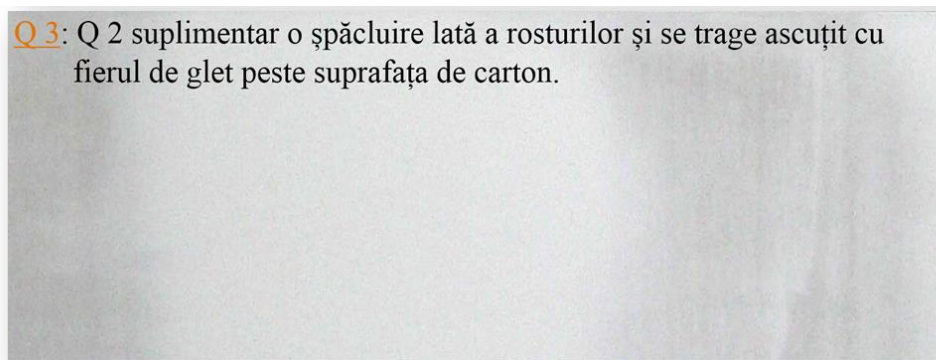 Q 3: Q 2 suplimentar o șpăcluire lată a rosturilor și se trage ascuțit cu
fierul de glet peste suprafața de carton.